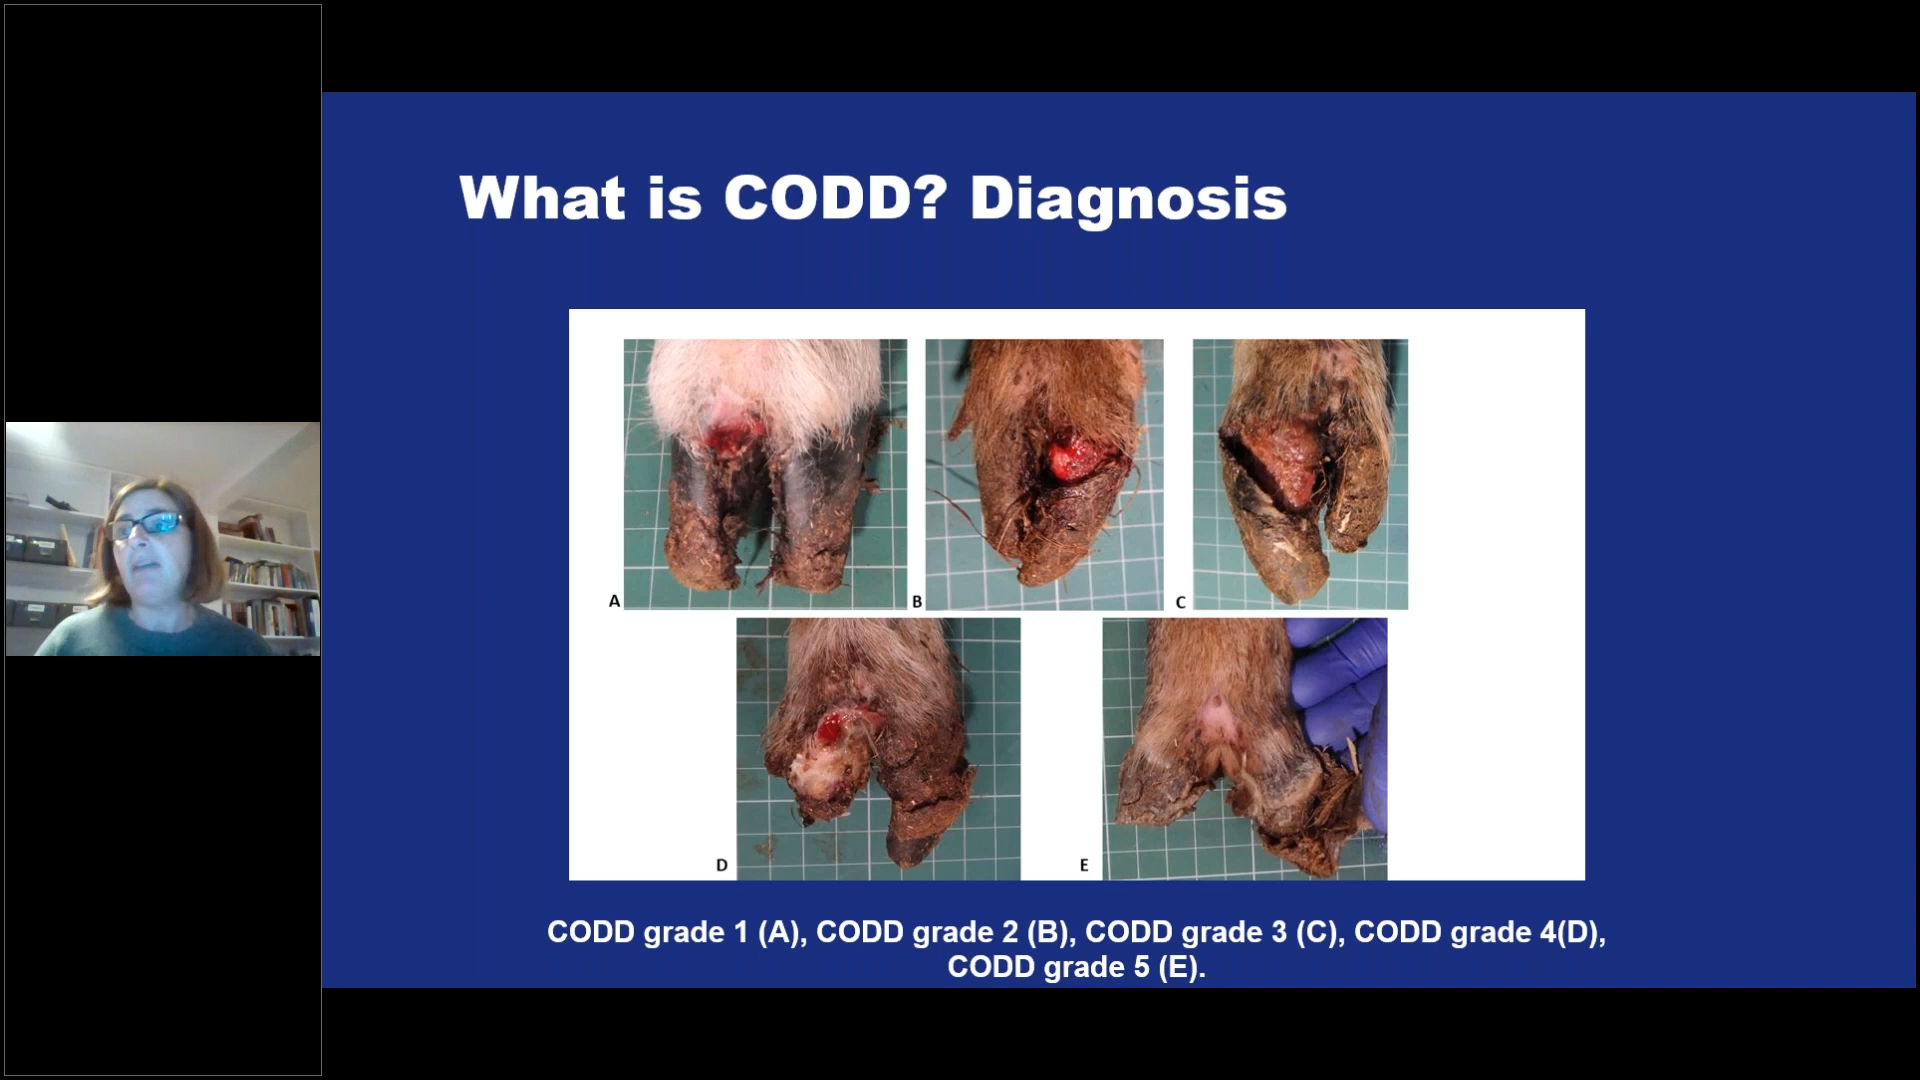 What is CODD? Diagnosis
A
B
C
D
E
CODD grade 1 (A), CODD grade 2 (B), CODD grade 3 (C), CODD grade 4(D),
CODD grade 5 (E).